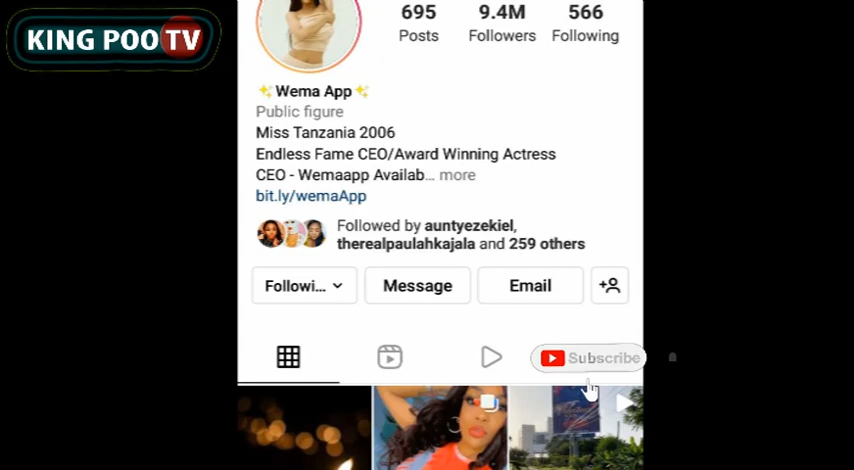 KING POO TV
695 9.4M 566
Posts Followers Following
✨Wema App✨
Public figure
Miss Tanzania 2006
Endless Fame CEO/Award Winning Actress
CEO - Wemaapp Availab... more
bit.ly/wemaApp
Followed by auntyezekiel,
therealpaulahkajala and 259 others
Followi... Message Email
Subscribe